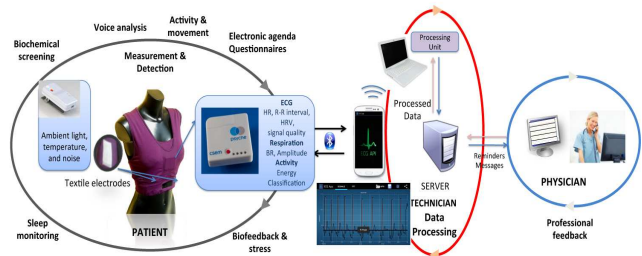 Voice analysis
Activity &
movement
Electronic agenda
Questionnaires
Biochemical
screening
Measurement &
Detection
Ambient light,
temperature,
and noise
Textile electrodes
PATIENT
Sleep
monitoring
Biofeedback &
stress
csem
ECG
HR, R-R interval,
HRV,
signal quality
Respiration
BR, Amplitude
Activity
Energy
Classification
Processing
Unit
Processed
Data
SERVER
TECHNICIAN
Data
Processing
Reminders
Messages
PHYSICIAN
Professional
feedback